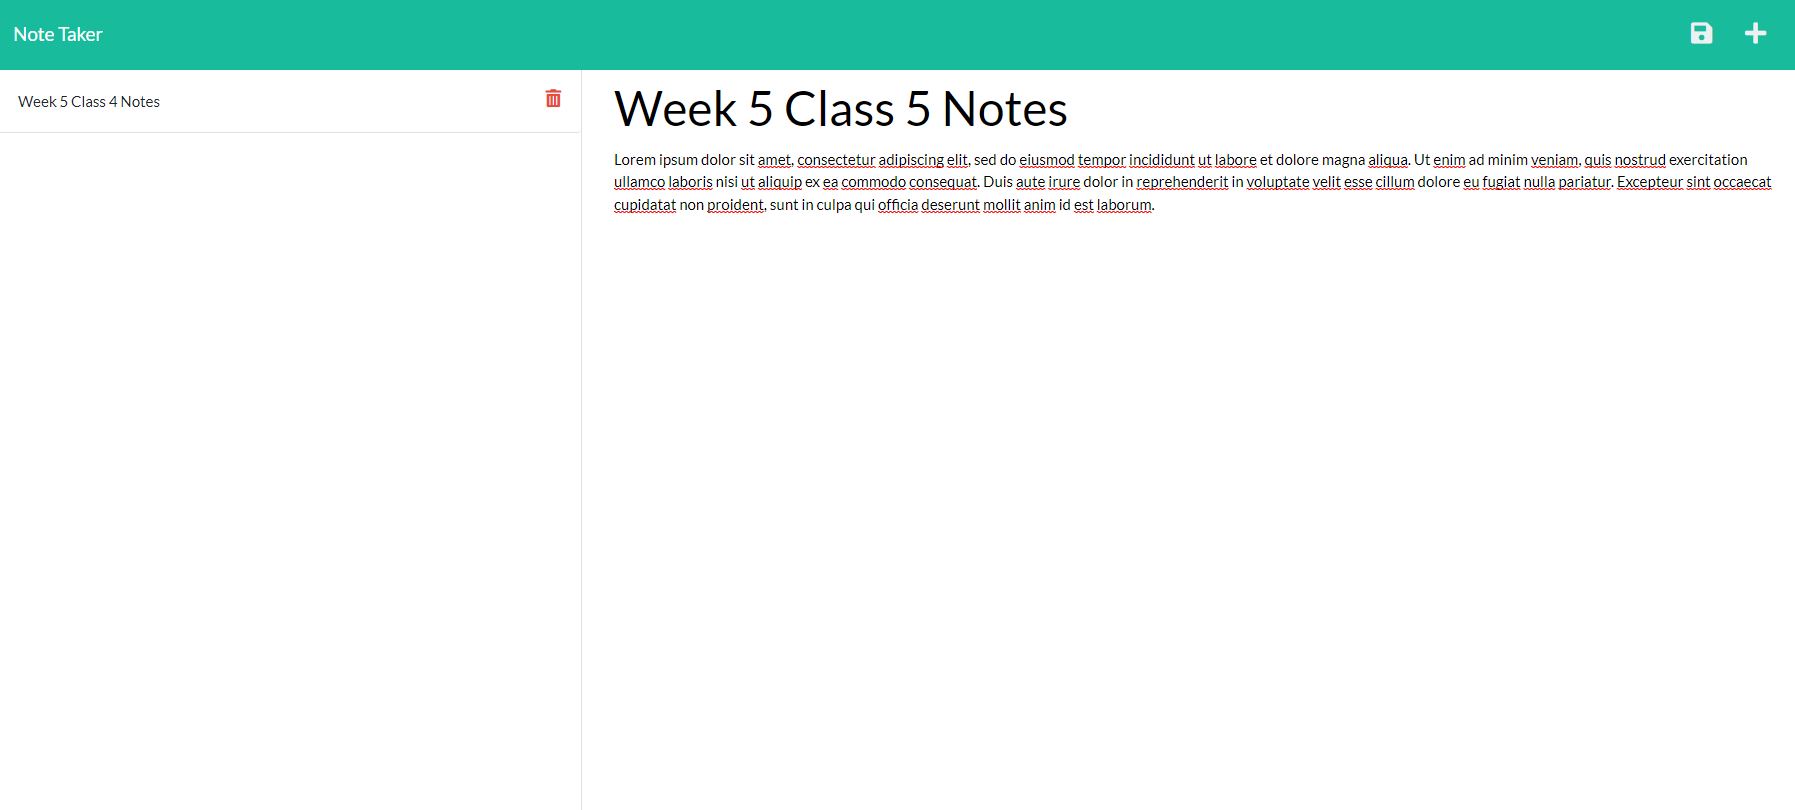 Note Taker
Week 5 Class 4 Notes
Week 5 Class 5 Notes
Lorem ipsum dolor sit amet, consectetur adipiscing elit, sed do eiusmod tempor incididunt ut labore et dolore magna aliqua. Ut enim ad minim veniam, quis nostrud exercitation
ullamco laboris nisi ut aliquip ex ea commodo consequat. Duis aute irure dolor in reprehenderit in voluptate velit esse cillum dolore eu fugiat nulla pariatur. Excepteur sint occaecat
cupidatat non proident, sunt in culpa qui officia deserunt mollit anim id est laborum.